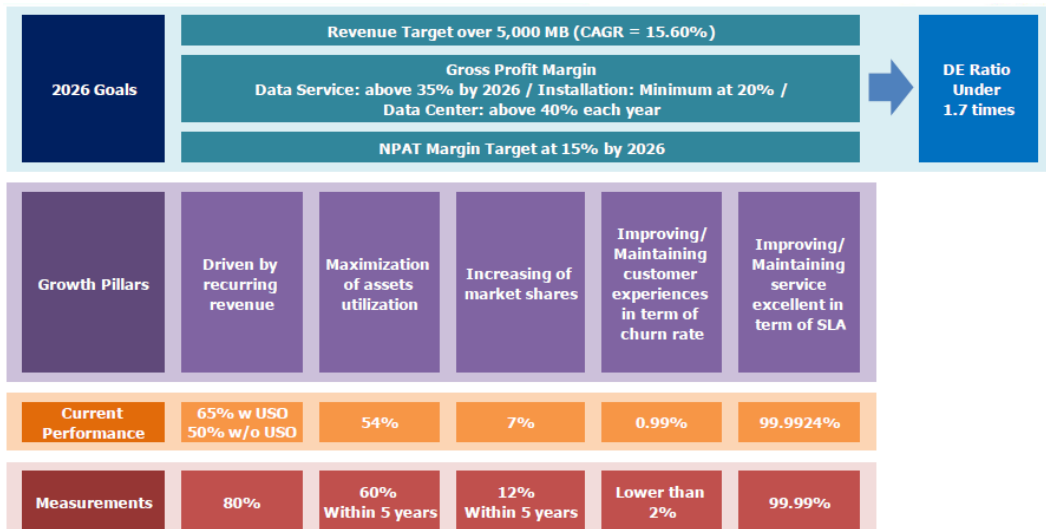 2026 Goals
Revenue Target over 5,000 MB (CAGR = 15.60%)
Gross Profit Margin
Data Service: above 35% by 2026 / Installation: Minimum at 20% /
Data Center: above 40% each year
NPAT Margin Target at 15% by 2026
DE Ratio
Under
1.7 times
Growth Pillars
Driven by
recurring
revenue
Maximization
of assets
utilization
Increasing of
market shares
Improving/
Maintaining
customer
experiences
in term of
churn rate
Improving/
Maintaining
service
excellent in
term of SLA
Current
Performance
65% w USO
50% w/o USO
54%
7%
0.99%
99.9924%
Measurements
80%
60%
Within 5 years
12%
Within 5 years
Lower than
2%
99.99%